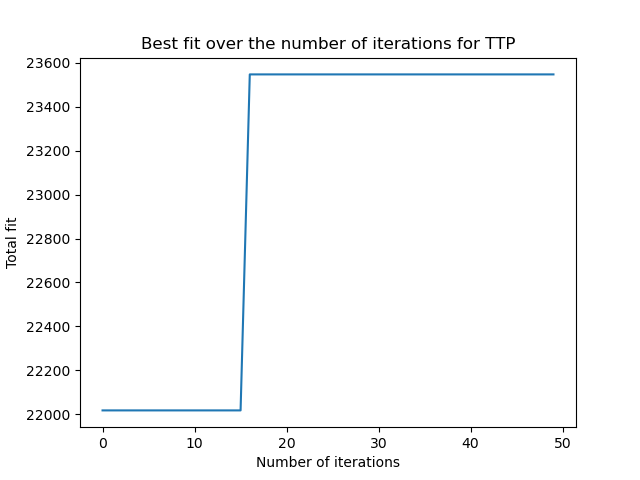 Best fit over the number of iterations for TTP
23600
23400
23200
23000
22800
22600
22400
22200
22000
Total fit
0 10 20 30 40 50
Number of iterations